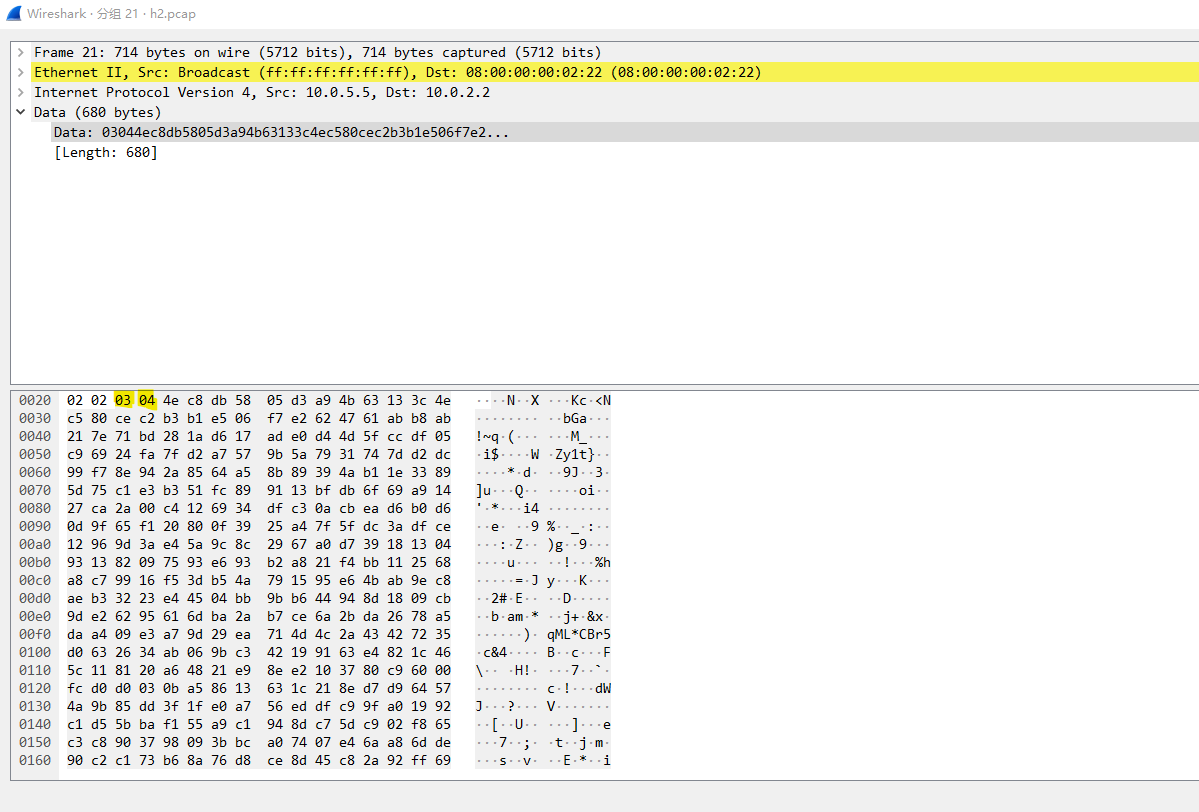 Wireshark · 分组 21 · h2.pcap
Frame 21: 714 bytes on wire (5712 bits), 714 bytes captured (5712 bits)
Ethernet II, Src: Broadcast (ff:ff:ff:ff:ff:ff), Dst: 08:00:00:00:02:22 (08:00:00:00:02:22)
Internet Protocol Version 4, Src: 10.0.5.5, Dst: 10.0.2.2
Data (680 bytes)
Data: 03044ec8db5805d3a94b63133c4ec580cec2b3b1e506f7e2...
[Length: 680]
0020 02 02 03 04 4e c8 db 58 05 d3 a9 4b 63 13 3c 4e ····N··X ···Kc·<N
0030 c5 80 ce c2 b3 b1 e5 06 f7 e2 62 47 61 ab b8 ab ········ ··bGa···
0040 21 7e 71 bd 28 1a d6 17 ad e0 d4 4d 5f cc df 05 !~q·(··· ···M_···
0050 c9 69 24 fa 7f d2 a7 57 9b 5a 79 31 74 7d d2 dc ·i$····W ·Zy1t}··
0060 99 f7 8e 94 2a 85 64 a5 8b 89 39 4a b1 1e 33 89 ····*·d· ··9J··3·
0070 5d 75 c1 e3 b3 51 fc 89 91 13 bf db 6f 69 a9 14 ]u···Q·· ····oi··
0080 27 ca 2a 00 c4 12 69 34 df c3 0a cb ea d6 b0 d6 '·*···i4 ········
0090 0d 9f 65 f1 20 80 0f 39 25 a4 7f 5f dc 3a df ce ··e· ··9 %··_·:··
00a0 12 96 9d 3a e4 5a 9c 8c 29 67 a0 d7 39 18 13 04 ···:·Z·· )g··9···
00b0 93 13 82 09 75 93 e6 93 b2 a8 21 f4 bb 11 25 68 ····u··· ··!···%h
00c0 a8 c7 99 16 f5 3d b5 4a 79 15 95 e6 4b ab 9e c8 ·····=·J y···K···
00d0 ae b3 32 23 e4 45 04 bb 9b b6 44 94 8d 18 09 cb ··2#·E·· ··D·····
00e0 9d e2 62 95 61 6d ba 2a b7 ce 6a 2b da 26 78 a5 ··b·am·* ··j+·&x·
00f0 da a4 09 e3 a7 9d 29 ea 71 4d 4c 2a 43 42 72 35 ······)· qML*CBr5
0100 d0 63 26 34 ab 06 9b c3 42 19 91 63 e4 82 1c 46 ·c&4···· B··c···F
0110 5c 11 81 20 a6 48 21 e9 8e e2 10 37 80 c9 60 00 \·· ·H!· ···7··`·
0120 fc d0 d0 03 0b a5 86 13 63 1c 21 8e d7 d9 64 57 ········ c·!···dW
0130 4a 9b 85 dd 3f 1f e0 a7 56 ed df c9 9f a0 19 92 J···?··· V·······
0140 c1 d5 5b ba f1 55 a9 c1 94 8d c7 5d c9 02 f8 65 ··[··U·· ···]···e
0150 c3 c8 90 37 98 09 3b bc a0 74 07 e4 6a a8 6d de ···7··;· ·t··j·m·
0160 90 c2 c1 73 b6 8a 76 d8 ce 8d 45 c8 2a 92 ff 69 ···s··v· ··E·*··i